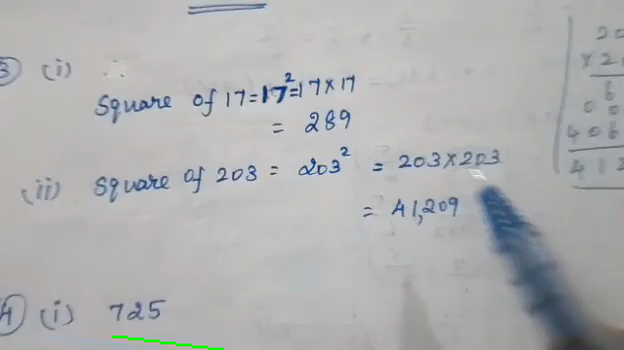 3 (i) ∴
Square of 17 = 17² = 17 × 17
= 289
(ii) Square of 203 = 203² = 203 × 203
= 41,209
4 (i) 725